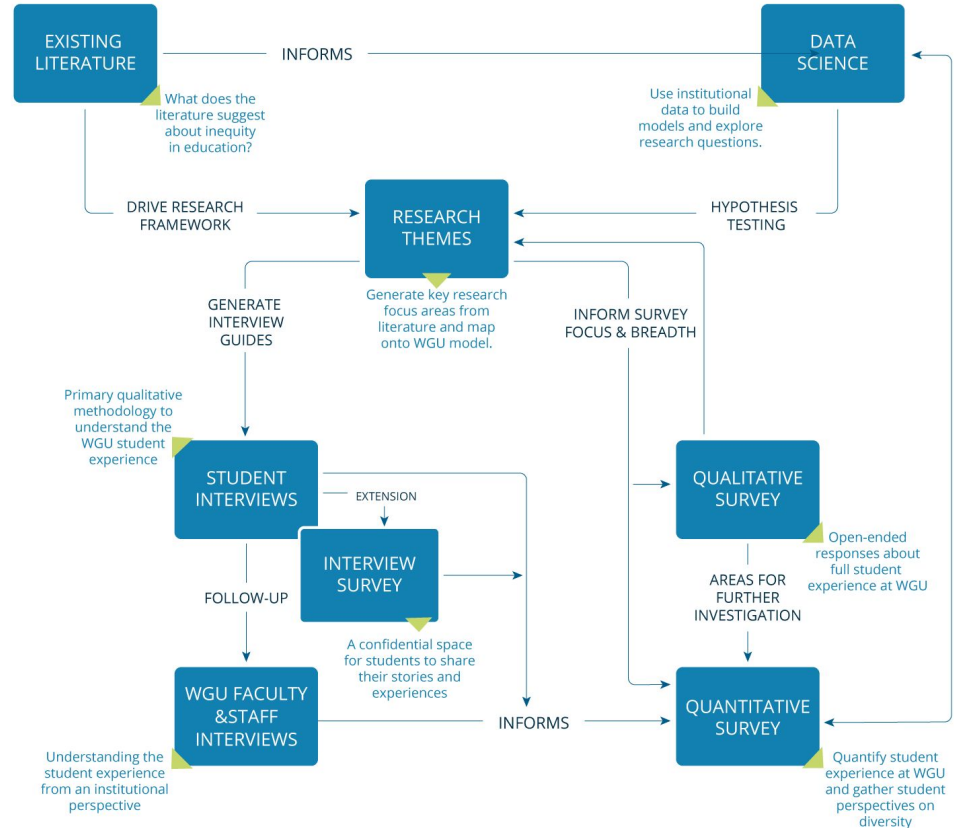 EXISTING
LITERATURE
INFORMS
DATA
SCIENCE
What does the
literature suggest
about inequity
in education?
Use institutional
data to build
models and explore
research questions.
DRIVE RESEARCH
FRAMEWORK
RESEARCH
THEMES
HYPOTHESIS
TESTING
Generate key research
focus areas from
literature and map
onto WGU model.
GENERATE
INTERVIEW
GUIDES
INFORM SURVEY
FOCUS & BREADTH
Primary qualitative
methodology to
understand the
WGU student
experience
STUDENT
INTERVIEWS
EXTENSION
QUALITATIVE
SURVEY
Open-ended
responses about
full student
experience at WGU
INTERVIEW
SURVEY
FOLLOW-UP
AREAS FOR
FURTHER
INVESTIGATION
A confidential space
for students to share
their stories and
experiences
WGU FACULTY
&STAFF
INTERVIEWS
INFORMS
QUANTITATIVE
SURVEY
Understanding the
student experience
from an institutional
perspective
Quantify student
experience at WGU
and gather student
perspectives on
diversity